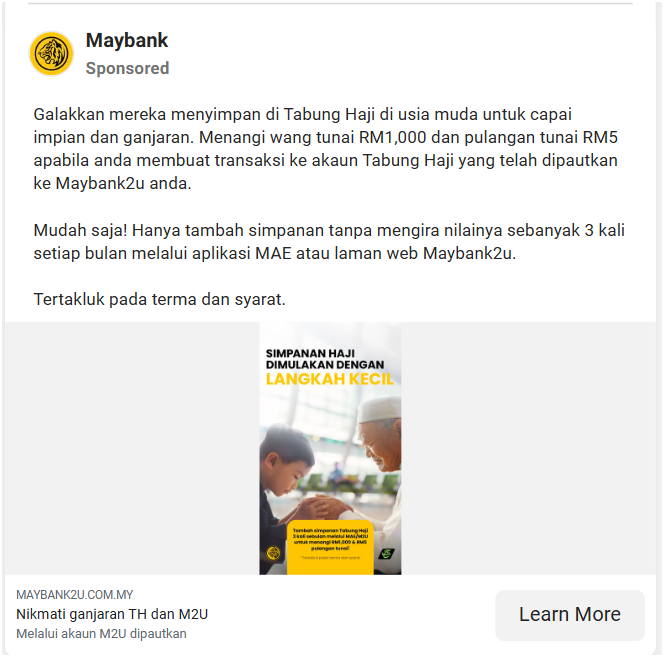 Maybank
Sponsored
Galakkan mereka menyimpan di Tabung Haji di usia muda untuk capai
impian dan ganjaran. Menangi wang tunai RM1,000 dan pulangan tunai RM5
apabila anda membuat transaksi ke akaun Tabung Haji yang telah dipautkan
ke Maybank2u anda.
Mudah saja! Hanya tambah simpanan tanpa mengira nilainya sebanyak 3 kali
setiap bulan melalui aplikasi MAE atau laman web Maybank2u.
Tertakluk pada terma dan syarat.
SIMPANAN HAJI
DIMULAKAN DENGAN
LANGKAH KECIL
Tambah simpanan Tabung Haji
3 kali sebulan melalui MAE/M2U
untuk menangi RM1,000 & RM5
pulangan tunai!
MAYBANK2U.COM.MY
Nikmati ganjaran TH dan M2U
Melalui akaun M2U dipautkan
Learn More